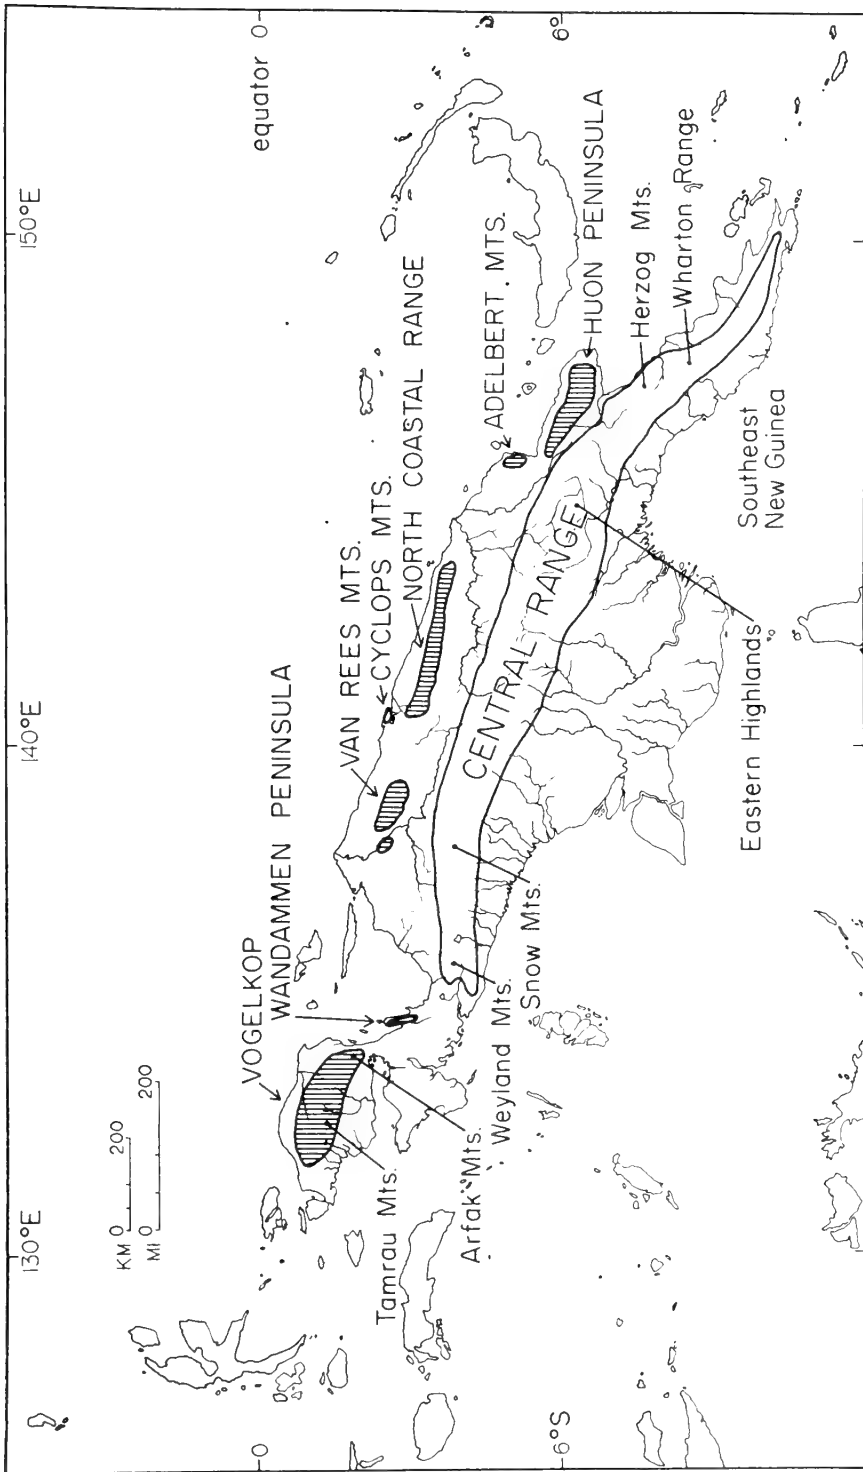 130°E
140°E
150°E
KM 0 200
MI 0 200
0
equator
0
VOGELKOP
WANDAMMEN PENINSULA
VAN REES MTS.
CYCLOPS MTS.
NORTH COASTAL RANGE
ADELBERT MTS.
HUON PENINSULA
Herzog Mts.
Wharton Range
CENTRAL RANGE
Tamrau Mts.
Arfak Mts.
Weyland Mts.
Snow Mts.
Eastern Highlands
Southeast
New Guinea
6°S
6°